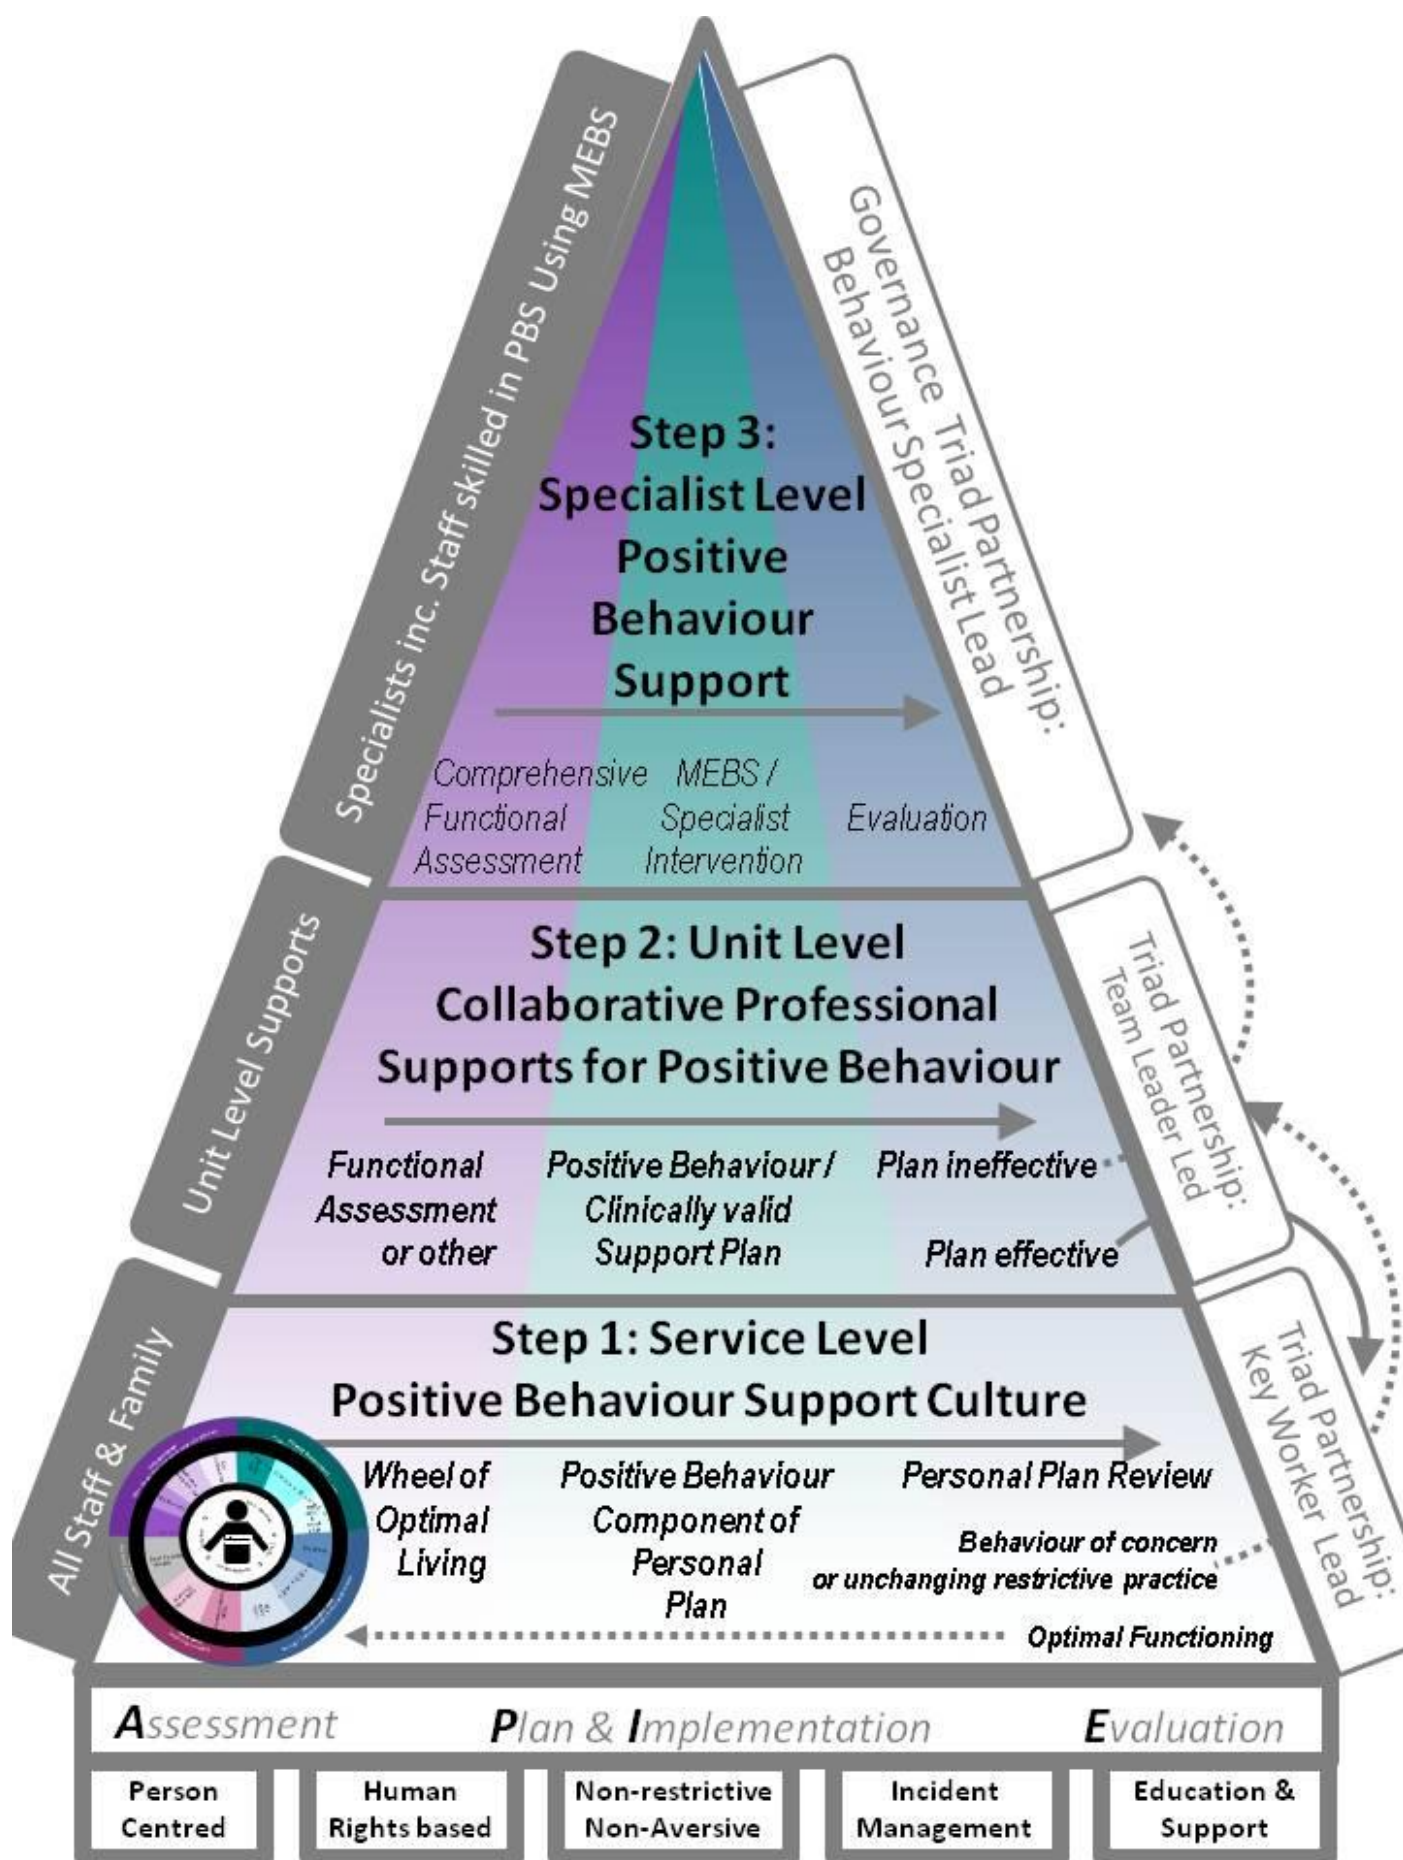 Specialists inc. Staff skilled in PBS Using MEBS
Governance Triad Partnership:
Behaviour Specialist Lead
Step 3:
Specialist Level
Positive
Behaviour
Support
Comprehensive
Functional
Assessment
MEBS /
Specialist
Intervention
Evaluation
Unit Level Supports
Triad Partnership:
Team Leader Led
Step 2: Unit Level
Collaborative Professional
Supports for Positive Behaviour
Functional
Assessment
or other
Positive Behaviour /
Clinically valid
Support Plan
Plan ineffective
Plan effective
All Staff & Family
Triad Partnership:
Key Worker Lead
Step 1: Service Level
Positive Behaviour Support Culture
Wheel of
Optimal
Living
Positive Behaviour
Component of
Personal
Plan
Personal Plan Review
Behaviour of concern
or unchanging restrictive practice
Optimal Functioning
Assessment
Plan & Implementation
Evaluation
Person
Centred
Human
Rights based
Non-restrictive
Non-Aversive
Incident
Management
Education &
Support